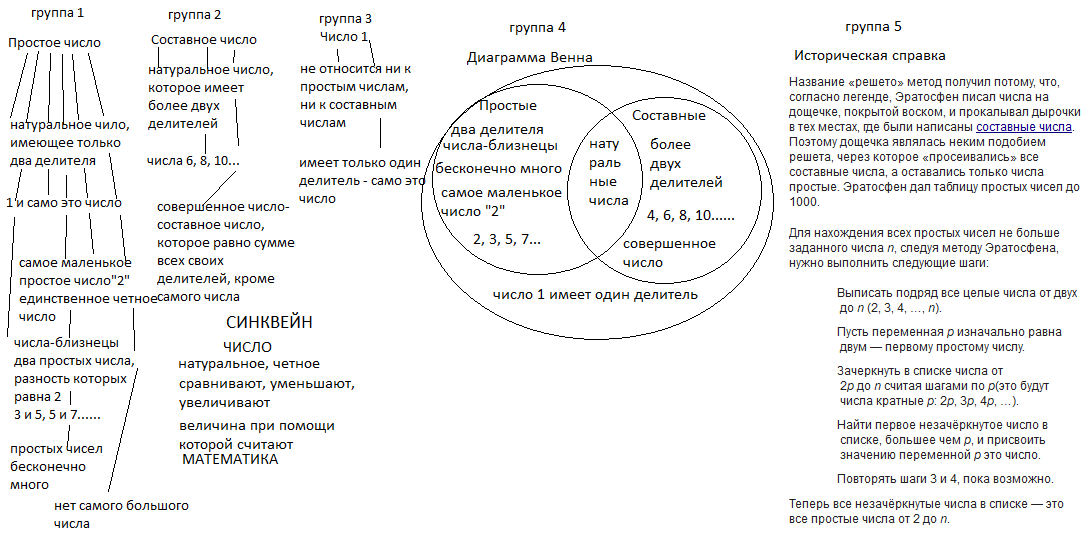 группа 1
Простое число
натуральное чило,
имеющее только
два делителя
1 и само это число
самое маленькое
простое число"2"
единственное четное
число
числа-близнецы
два простых числа,
разность которых
равна 2
3 и 5, 5 и 7......
простых чисел
бесконечно
много
нет самого большого
числа
группа 2
Составное число
натуральное число,
которое имеет
более двух
делителей
числа 6, 8, 10...
совершенное число-
составное число,
которое равно сумме
всех своих
делителей, кроме
самого числа
СИНКВЕЙН
ЧИСЛО
натуральное, четное
сравнивают, уменьшают,
увеличивают
величина при помощи
которой считают
МАТЕМАТИКА
группа 3
Число 1
не относится ни к
простым числам,
ни к составным
числам
имеет только один
делитель - само это
число
группа 4
Диаграмма Венна
Простые
два делителя
числа-близнецы
бесконечно много
самое маленькое
число "2"
2, 3, 5, 7...
нату
раль
ные
числа
Составные
более
двух
делителей
4, 6, 8, 10......
совершенное
число
число 1 имеет один делитель
группа 5
Историческая справка
Название «решето» метод получил потому, что,
согласно легенде, Эратосфен писал числа на
дощечке, покрытой воском, и прокалывал дырочки
в тех местах, где были написаны составные числа.
Поэтому дощечка являлась неким подобием
решета, через которое «просеивались» все
составные числа, а оставались только числа
простые. Эратосфен дал таблицу простых чисел до
1000.
Для нахождения всех простых чисел не больше
заданного числа n, следуя методу Эратосфена,
нужно выполнить следующие шаги:
Выписать подряд все целые числа от двух
до n (2, 3, 4, …, n).
Пусть переменная p изначально равна
двум — первому простому числу.
Зачеркнуть в списке числа от
2p до n считая шагами по p(это будут
числа кратные p: 2p, 3p, 4p, …).
Найти первое незачёркнутое число в
списке, большее чем p, и присвоить
значению переменной p это число.
Повторять шаги 3 и 4, пока возможно.
Теперь все незачёркнутые числа в списке — это
все простые числа от 2 до n.